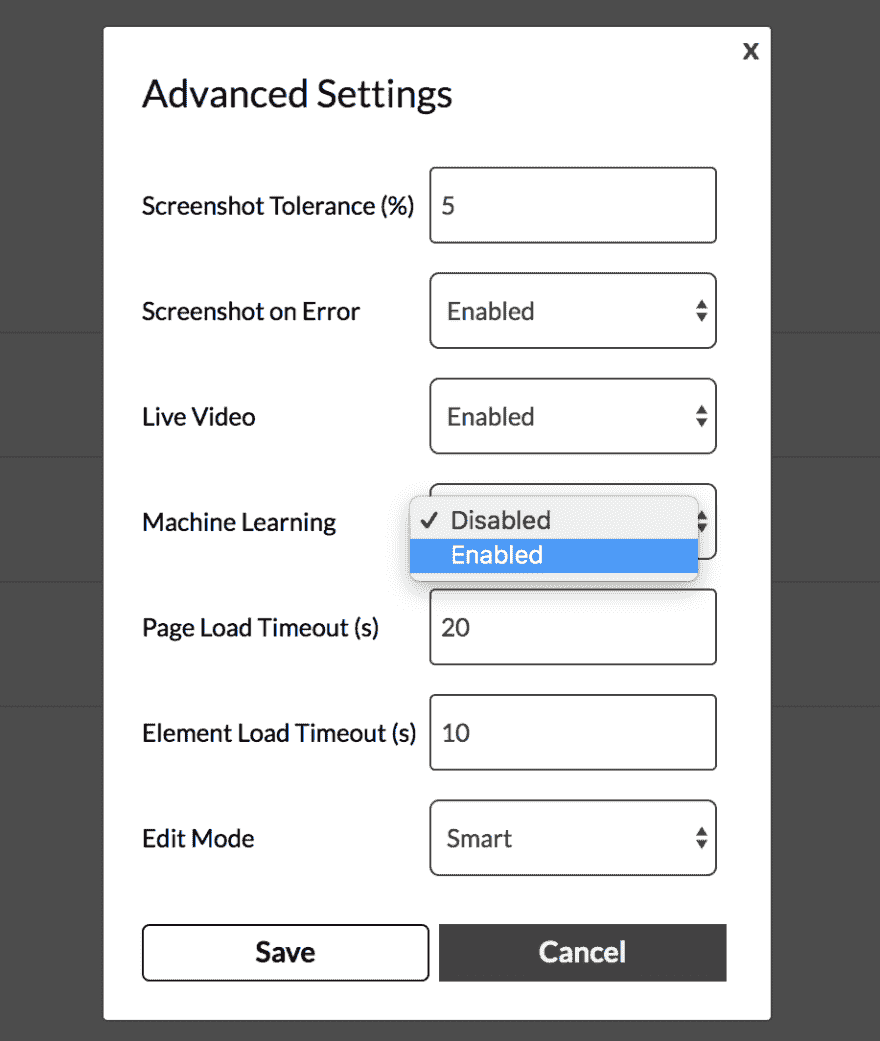 X
Advanced Settings
Screenshot Tolerance (%) 5
Screenshot on Error Enabled
Live Video Enabled
Machine Learning ✓ Disabled
Enabled
Page Load Timeout (s) 20
Element Load Timeout (s) 10
Edit Mode Smart
Save Cancel